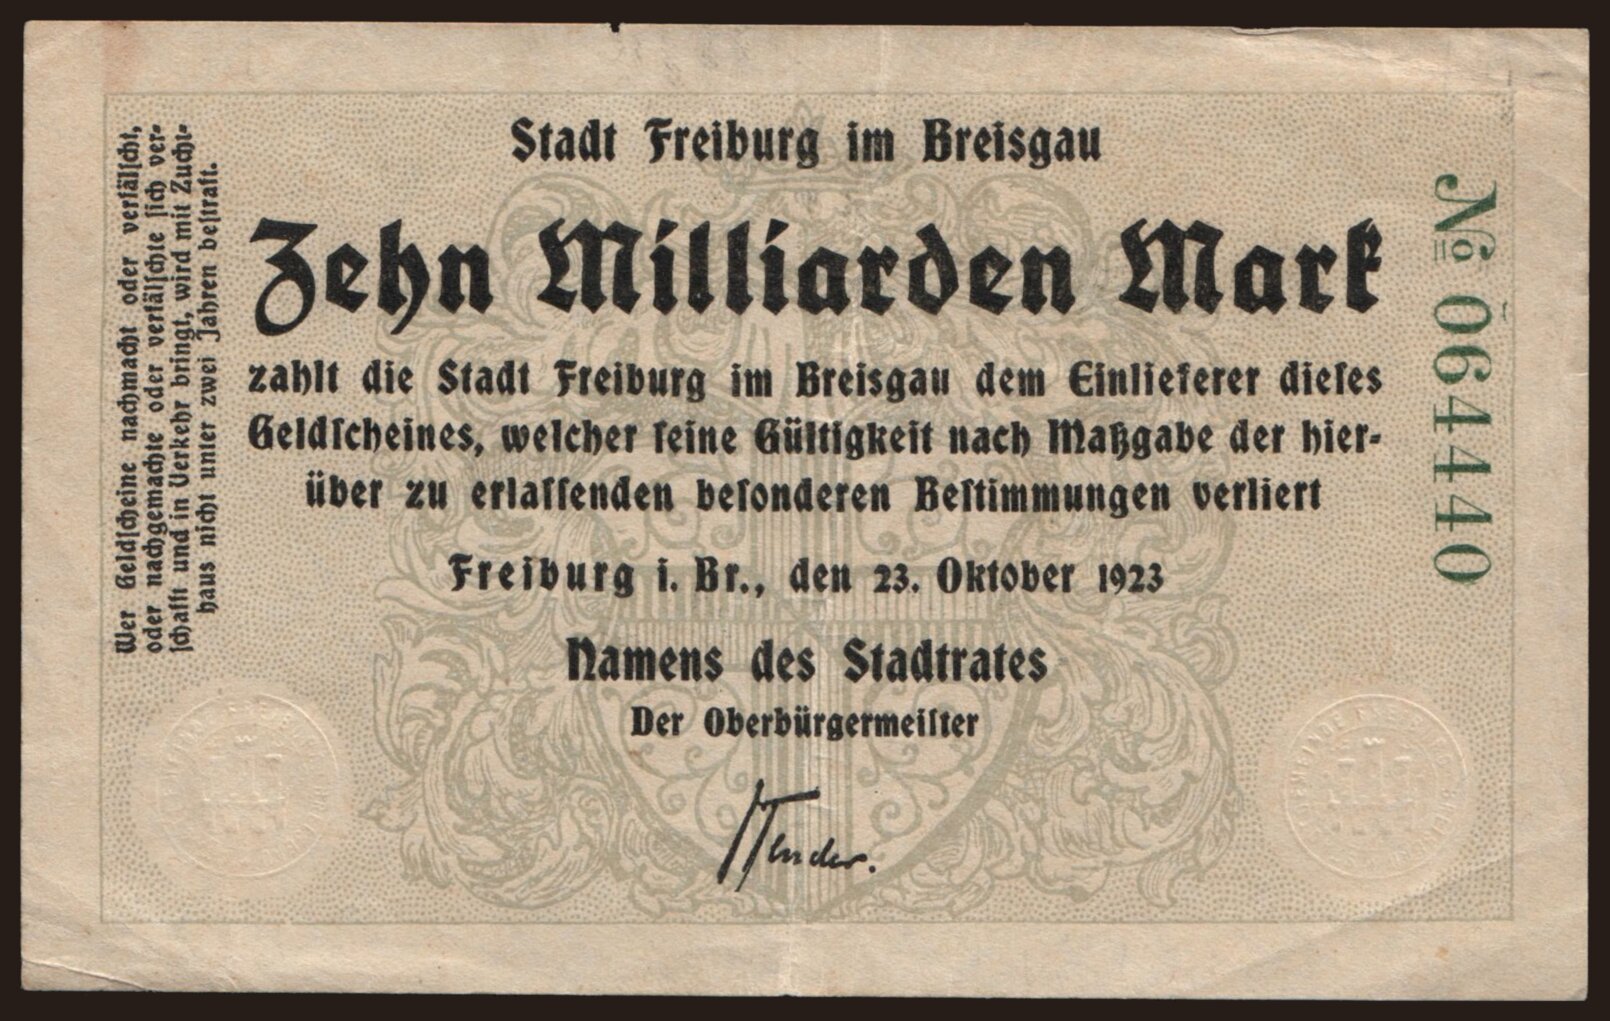 Stadt Freiburg im Breisgau
Zehn Milliarden Mark
zahlt die Stadt Freiburg im Breisgau dem Einlieferer dieſes
Geldſcheines, welcher ſeine Gültigkeit nach Maßgabe der hier-
über zu erlaſſenden beſonderen Beſtimmungen verliert
Freiburg i. Br., den 23. Oktober 1923
Namens des Stadtrates
Der Oberbürgermeiſter
Wer Geldſcheine nachmacht oder verfälſcht,
oder nachgemachte oder verfälſchte ſich ver-
ſchafft und in Verkehr bringt, wird mit Zucht-
haus nicht unter zwei Jahren beſtraft.
№ 064440